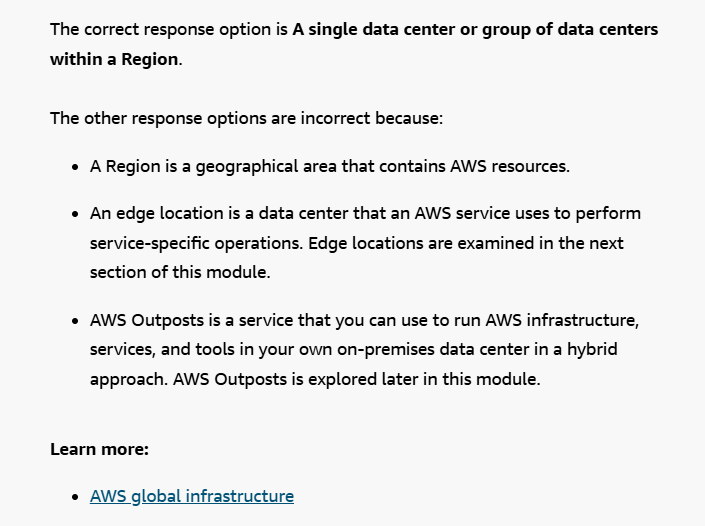 The correct response option is A single data center or group of data centers
within a Region.
The other response options are incorrect because:
• A Region is a geographical area that contains AWS resources.
• An edge location is a data center that an AWS service uses to perform
service-specific operations. Edge locations are examined in the next
section of this module.
• AWS Outposts is a service that you can use to run AWS infrastructure,
services, and tools in your own on-premises data center in a hybrid
approach. AWS Outposts is explored later in this module.
Learn more:
• AWS global infrastructure